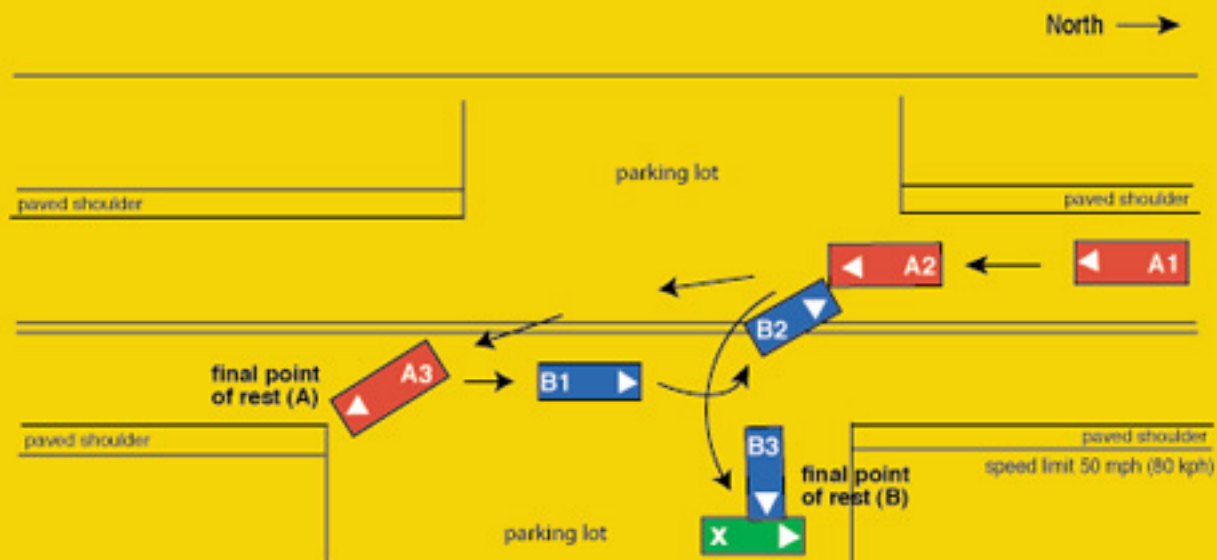 North
parking lot
paved shoulder
paved shoulder
A2
A1
B2
final point
of rest (A)
A3
B1
paved shoulder
B3
paved shoulder
speed limit 50 mph (80 kph)
final point
of rest (B)
parking lot
X